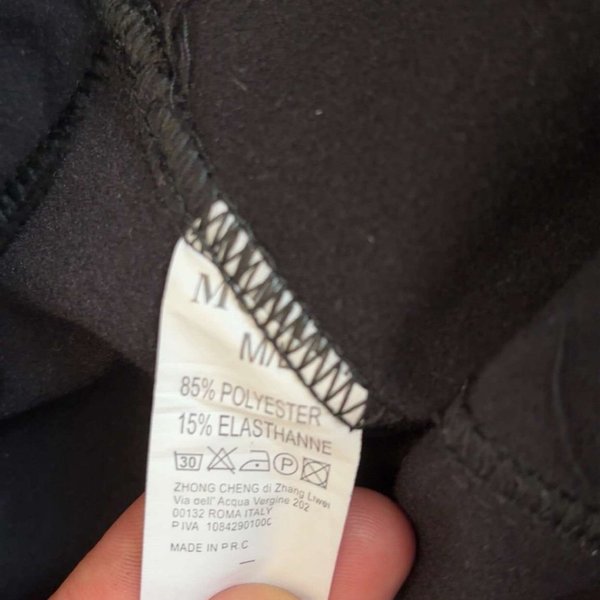 M
85% POLYESTER
15% ELASTHANNE
30 P
ZHONG CHENG di Zhang Liwei
Via dell' Acqua Vergine 202
00132 ROMA ITALY
P.IVA
MADE IN P.R.C